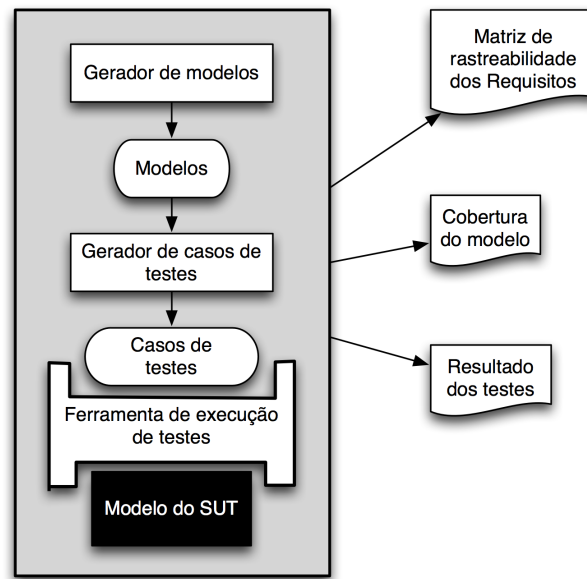 Gerador de modelos
Modelos
Gerador de casos de
testes
Casos de
testes
Ferramenta de execução
de testes
Modelo do SUT
Matriz de
rastreabilidade
dos Requisitos
Cobertura
do modelo
Resultado
dos testes